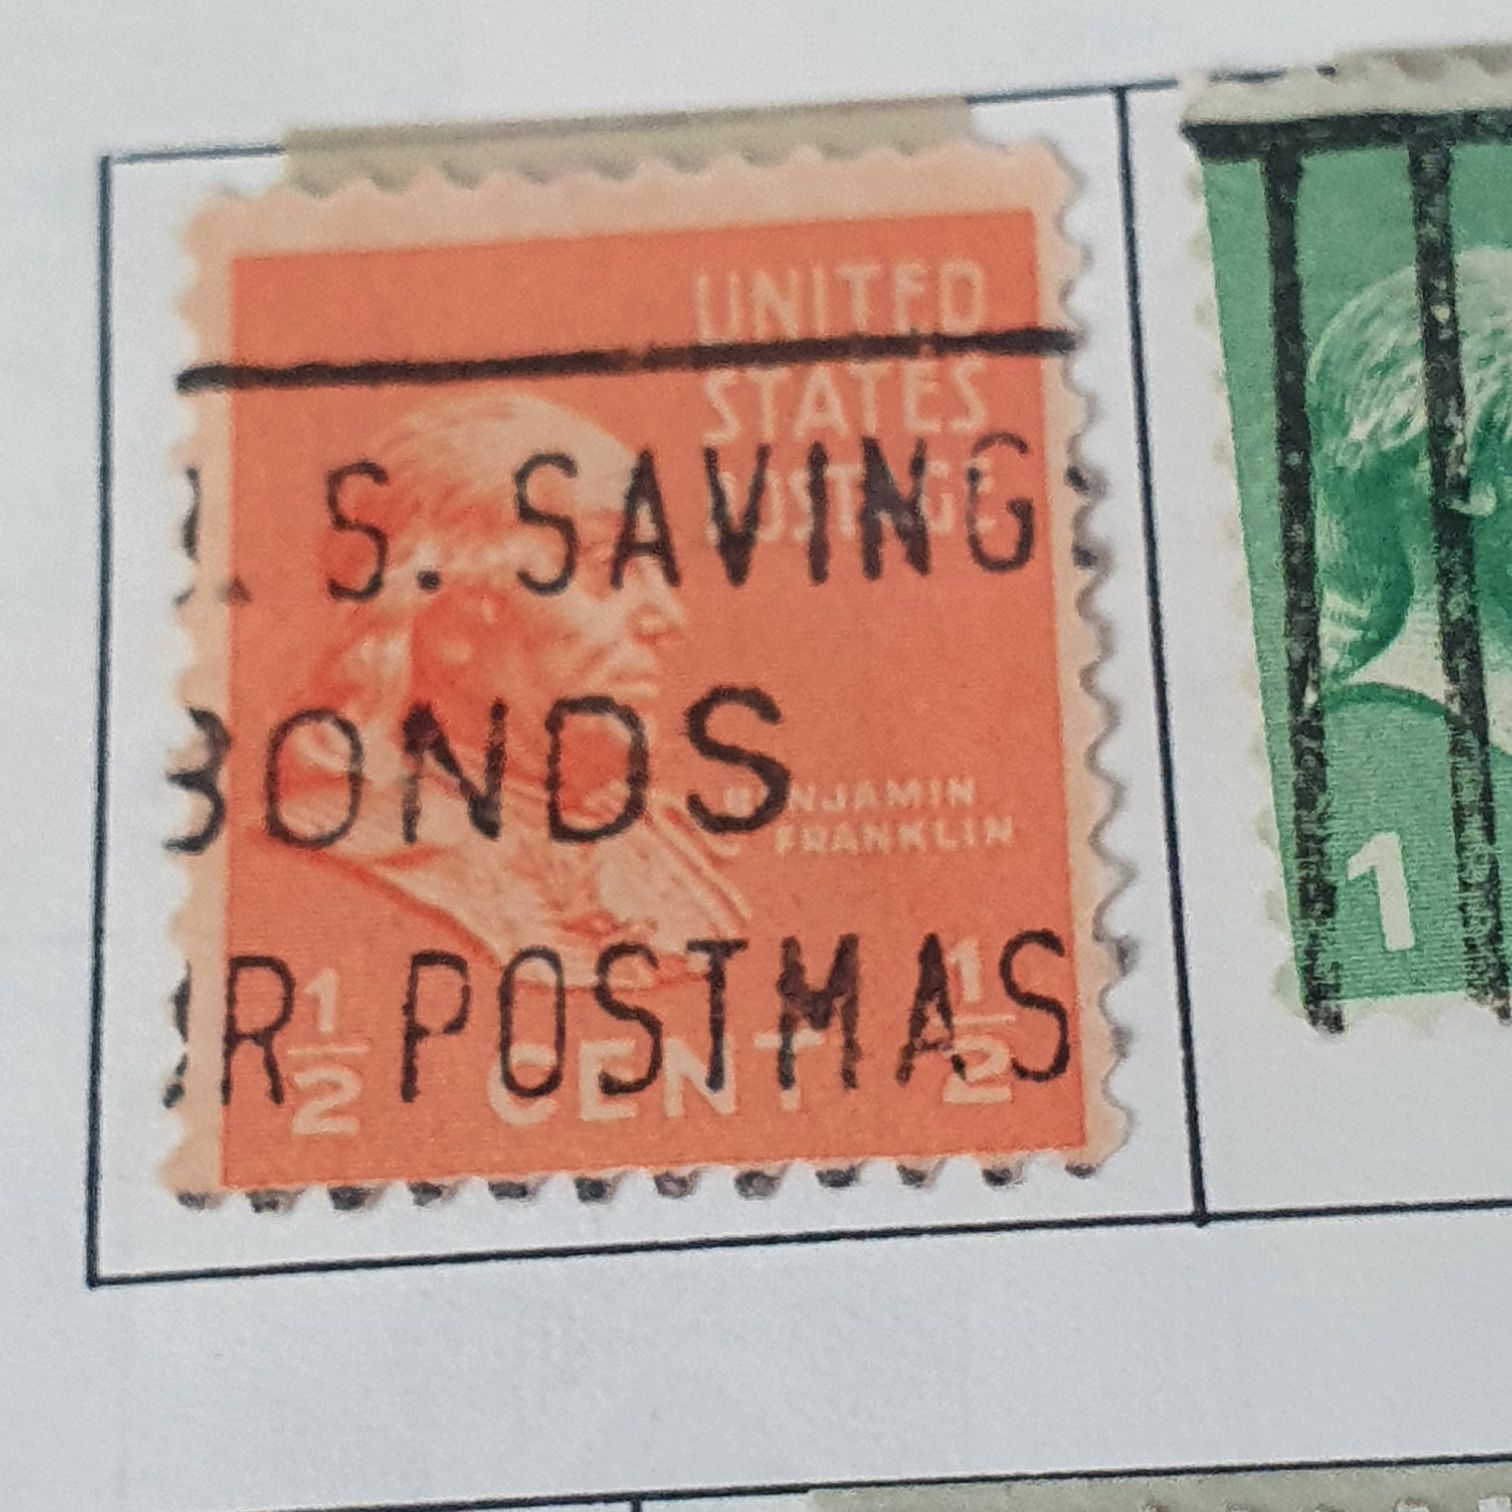 UNITED
STATES
POSTAGE
S. SAVING
BONDS
BENJAMIN
FRANKLIN
R POSTMAS
1/2 CENT 1/2
1